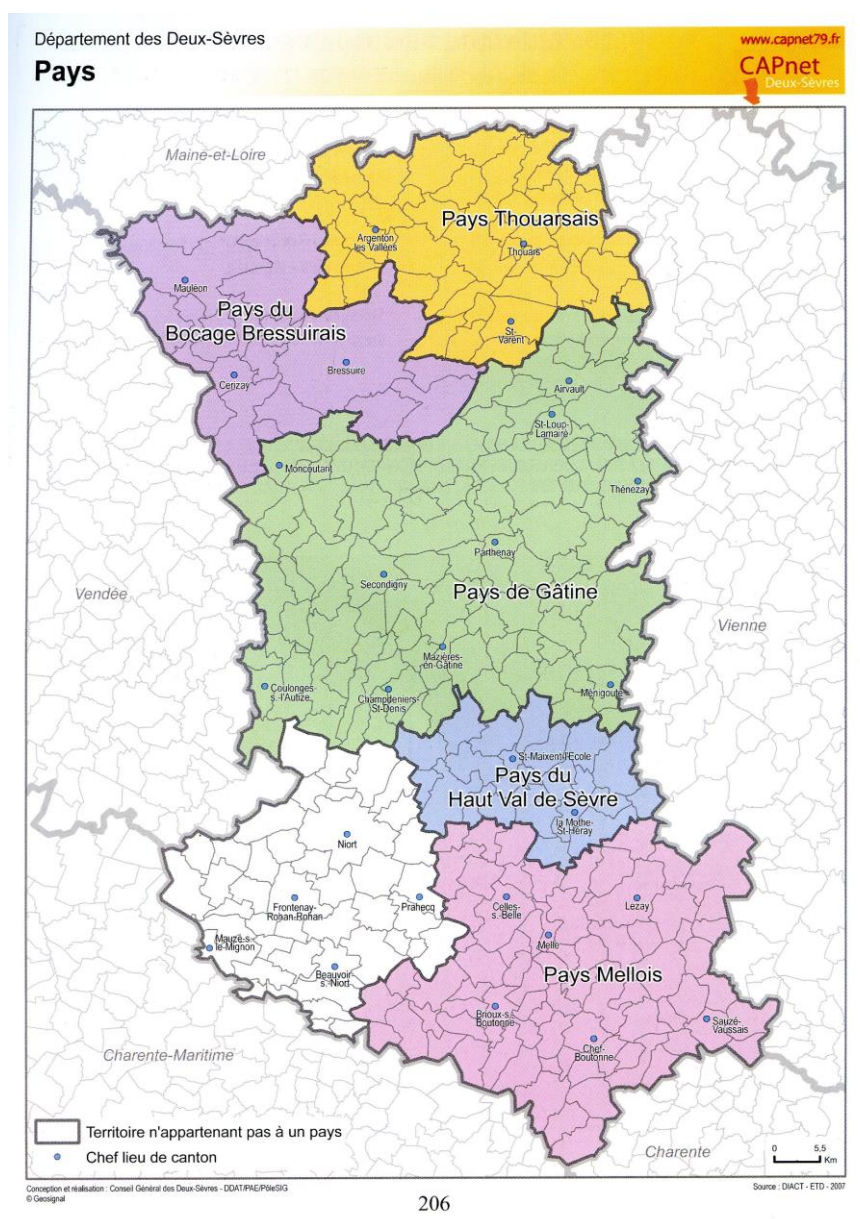 Département des Deux-Sèvres
Pays
www.capnet79.fr
CAPnet
Deux-Sèvres
Maine-et-Loire
Pays Thouarsais
Argenton
les Vallées
Thouars
Mauléon
Pays du
Bocage Bressuirais
St-
Varent
Bressuire
Cerizay
Airvault
St-Loup-
Lamairé
Moncoutant
Thénezay
Parthenay
Secondigny
Pays de Gâtine
Vendée
Vienne
Mazières-
en-Gâtine
Coulonges-
s.-l'Autize
Champdeniers-
St-Denis
Ménigoute
St-Maixent-l'Ecole
Pays du
Haut Val de Sèvre
la Mothe-
St-Héray
Niort
Frontenay-
Rohan-Rohan
Prahecq
Celles-
s.-Belle
Lezay
Mauzé-s.-
le-Mignon
Melle
Beauvoir-
s.-Niort
Pays Mellois
Brioux-s.-
Boutonne
Sauzé-
Vaussais
Chef-
Boutonne
Charente-Maritime
Charente
Territoire n'appartenant pas à un pays
Chef lieu de canton
0 5,5
Km
Conception et réalisation : Conseil Général des Deux-Sèvres - DDAT/PAE/PôleSIG
© Geosignal
Source : DIACT - ETD - 2007
206